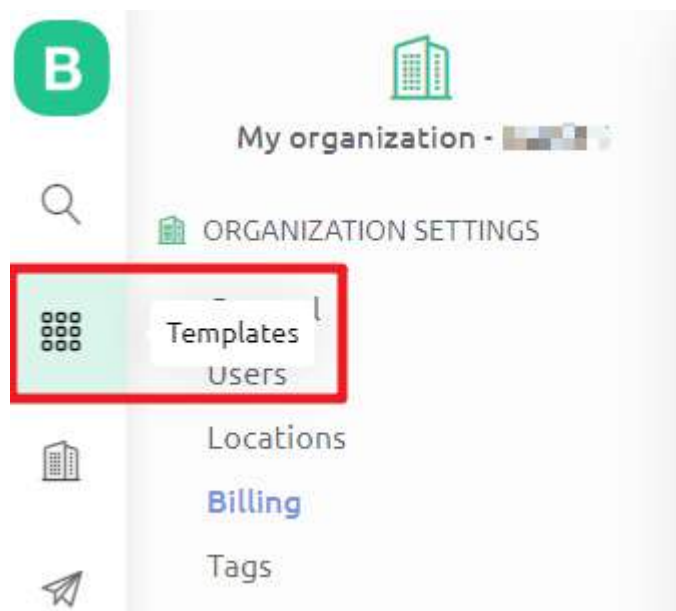 B
My organization -
ORGANIZATION SETTINGS
Templates
Users
Locations
Billing
Tags